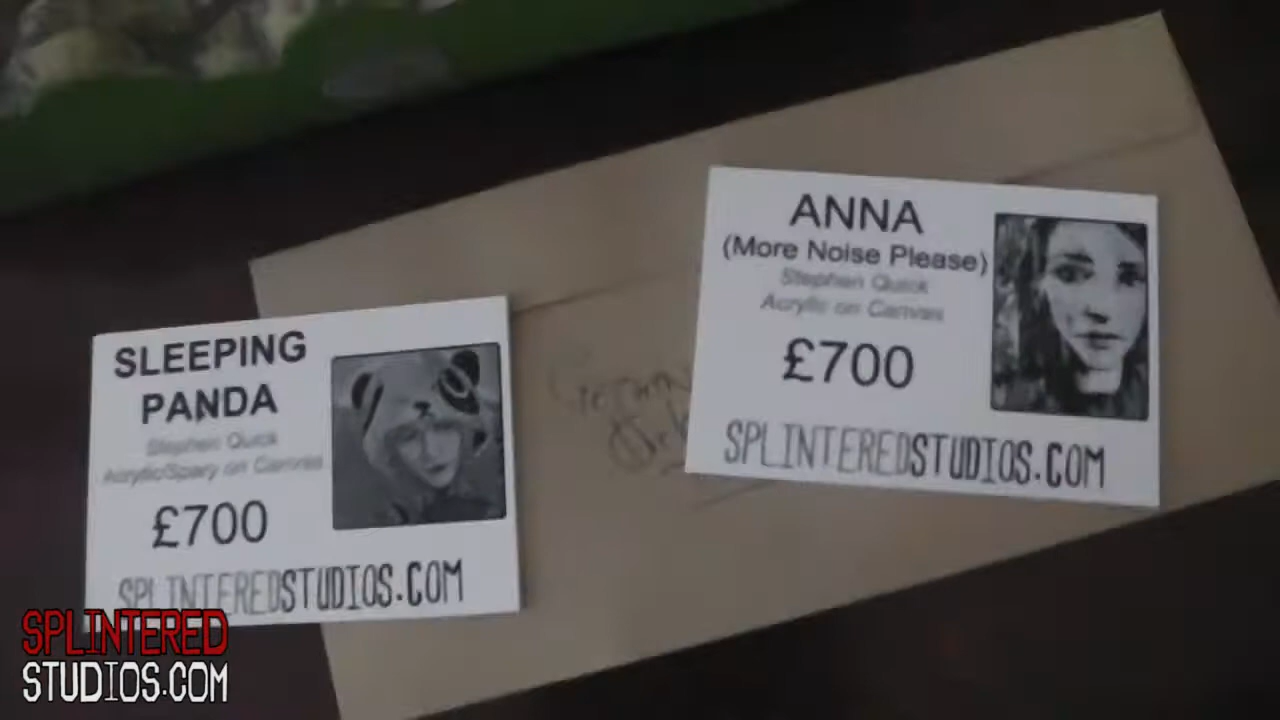 SLEEPING
PANDA
Stephen Quick
Acrylic/Spary on Canvas
£700
SPLINTEREDSTUDIOS.COM
ANNA
(More Noise Please)
Stephen Quick
Acrylic on Canvas
£700
SPLINTEREDSTUDIOS.COM
SPLINTERED
STUDIOS.COM